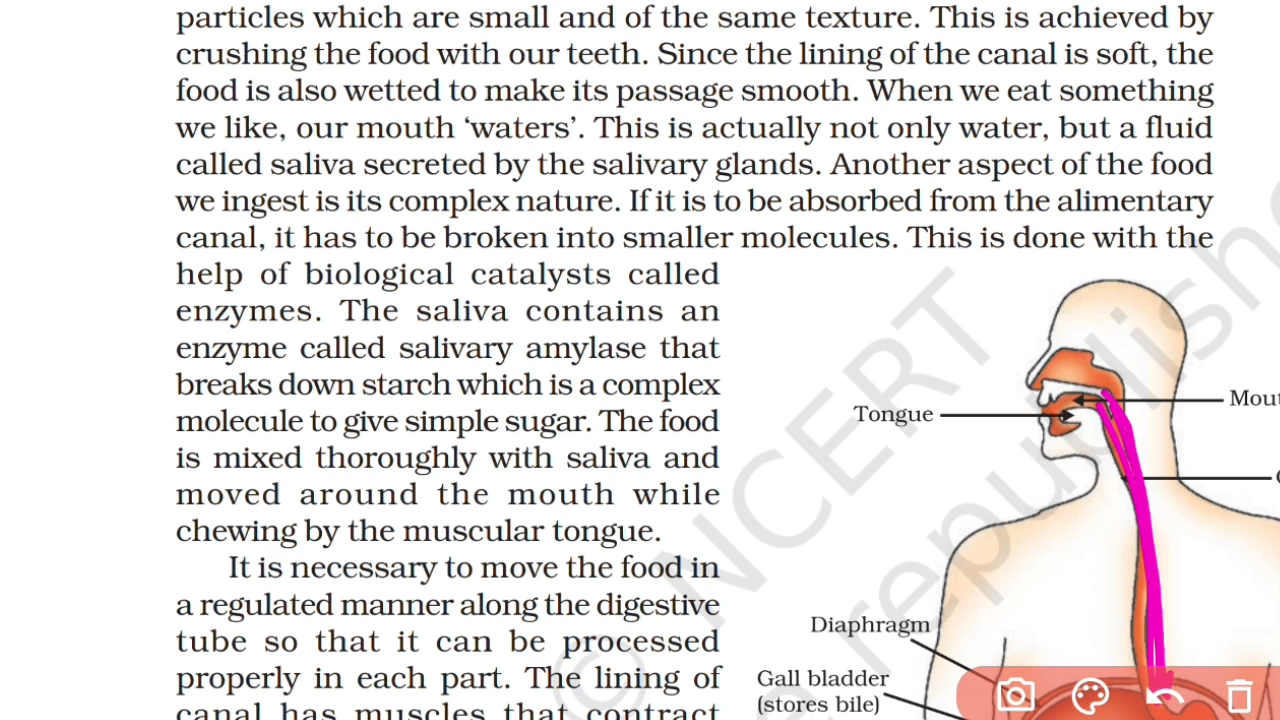 particles which are small and of the same texture. This is achieved by
crushing the food with our teeth. Since the lining of the canal is soft, the
food is also wetted to make its passage smooth. When we eat something
we like, our mouth ‘waters’. This is actually not only water, but a fluid
called saliva secreted by the salivary glands. Another aspect of the food
we ingest is its complex nature. If it is to be absorbed from the alimentary
canal, it has to be broken into smaller molecules. This is done with the
help of biological catalysts called
enzymes. The saliva contains an
enzyme called salivary amylase that
breaks down starch which is a complex
molecule to give simple sugar. The food
is mixed thoroughly with saliva and
moved around the mouth while
chewing by the muscular tongue.
It is necessary to move the food in
a regulated manner along the digestive
tube so that it can be processed
properly in each part. The lining of
canal has muscles that contract
Tongue
Diaphragm
Gall bladder
(stores bile)
© NCERT